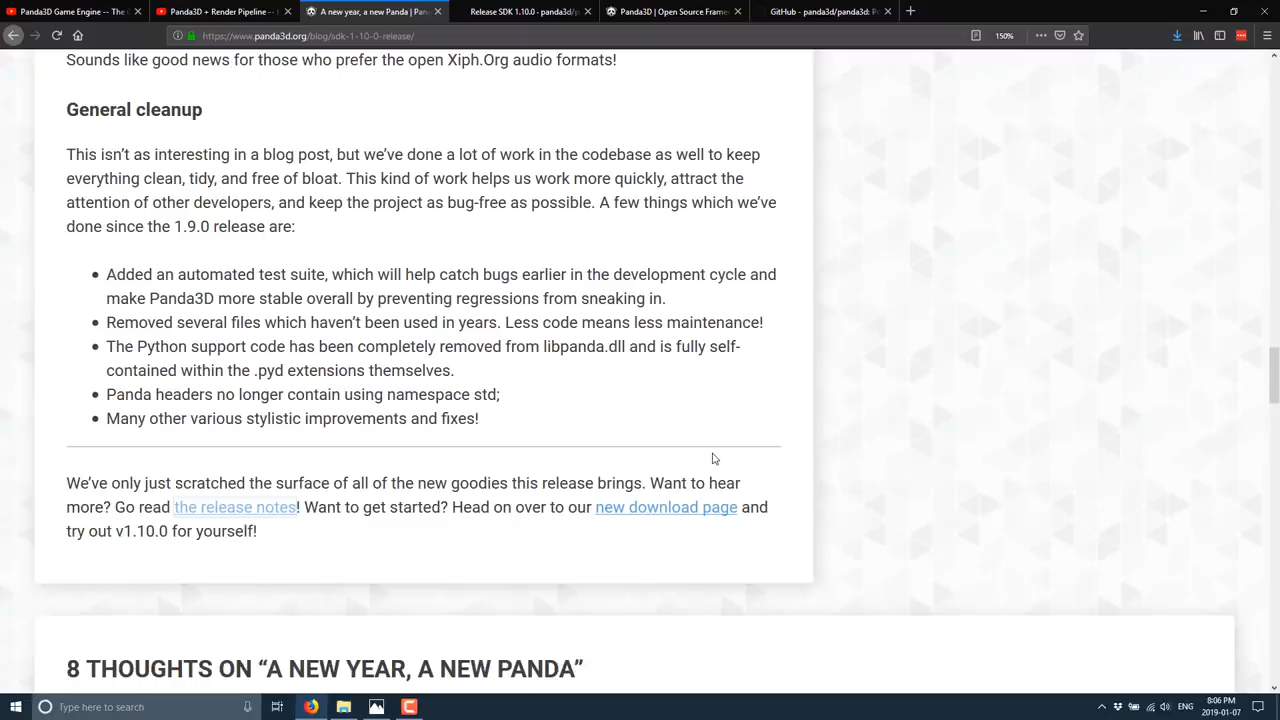 Panda3D Game Engine -- The
Panda3D + Render Pipeline --
A new year, a new Panda | Pan
Release SDK 1.10.0 · panda3d/p
Panda3D | Open Source Framew
GitHub - panda3d/panda3d: P
https://www.panda3d.org/blog/sdk-1-10-0-release/
150%
Sounds like good news for those who prefer the open Xiph.Org audio formats!
General cleanup
This isn't as interesting in a blog post, but we've done a lot of work in the codebase as well to keep
everything clean, tidy, and free of bloat. This kind of work helps us work more quickly, attract the
attention of other developers, and keep the project as bug-free as possible. A few things which we've
done since the 1.9.0 release are:
• Added an automated test suite, which will help catch bugs earlier in the development cycle and
make Panda3D more stable overall by preventing regressions from sneaking in.
• Removed several files which haven't been used in years. Less code means less maintenance!
• The Python support code has been completely removed from libpanda.dll and is fully self-
contained within the .pyd extensions themselves.
• Panda headers no longer contain using namespace std;
• Many other various stylistic improvements and fixes!
We've only just scratched the surface of all of the new goodies this release brings. Want to hear
more? Go read the release notes! Want to get started? Head on over to our new download page and
try out v1.10.0 for yourself!
8 THOUGHTS ON “A NEW YEAR, A NEW PANDA”
Type here to search
ENG
8:06 PM
2019-01-07